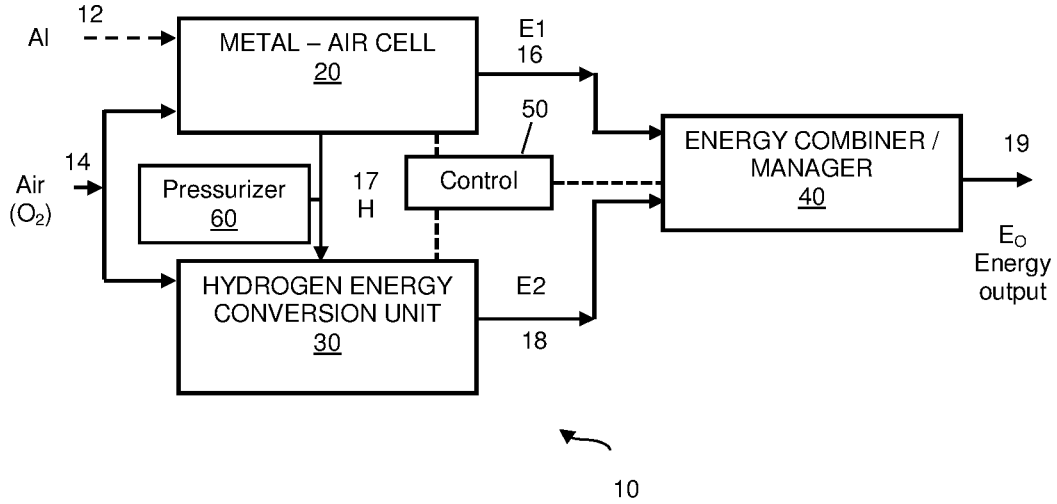 12
Al
METAL – AIR CELL
20
E1
16
50
14
Air
(O2)
Pressurizer
60
17
H
Control
ENERGY COMBINER /
MANAGER
40
19
EO
Energy
output
HYDROGEN ENERGY
CONVERSION UNIT
30
E2
18
10